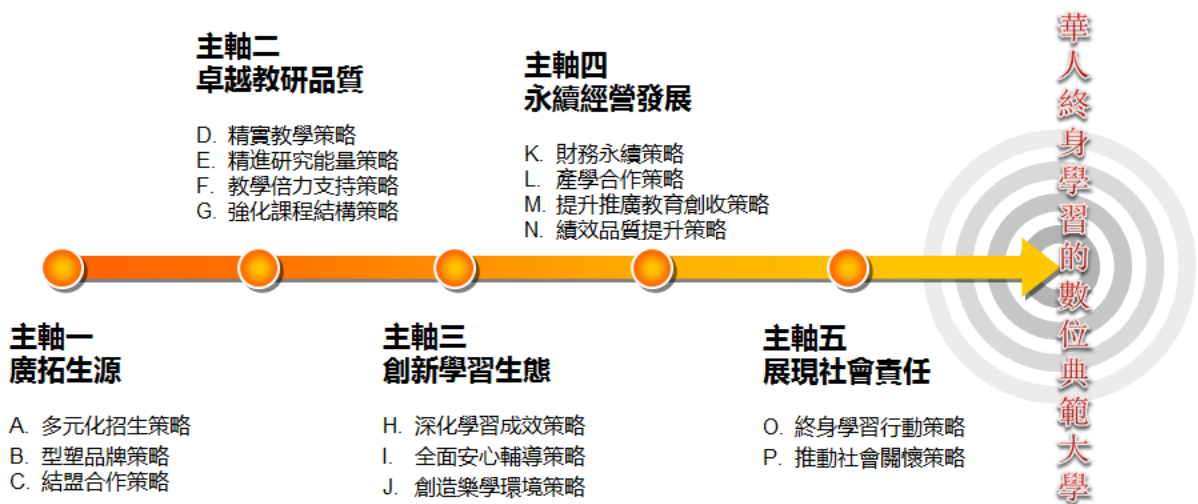 主軸一
廣拓生源
A. 多元化招生策略
B. 型塑品牌策略
C. 結盟合作策略
主軸二
卓越教研品質
D. 精實教學策略
E. 精進研究能量策略
F. 教學倍力支持策略
G. 強化課程結構策略
主軸三
創新學習生態
H. 深化學習成效策略
I. 全面安心輔導策略
J. 創造樂學環境策略
主軸四
永續經營發展
K. 財務永續策略
L. 產學合作策略
M. 提升推廣教育創收策略
N. 績效品質提升策略
主軸五
展現社會責任
O. 終身學習行動策略
P. 推動社會關懷策略
華人終身學習的數位典範大學